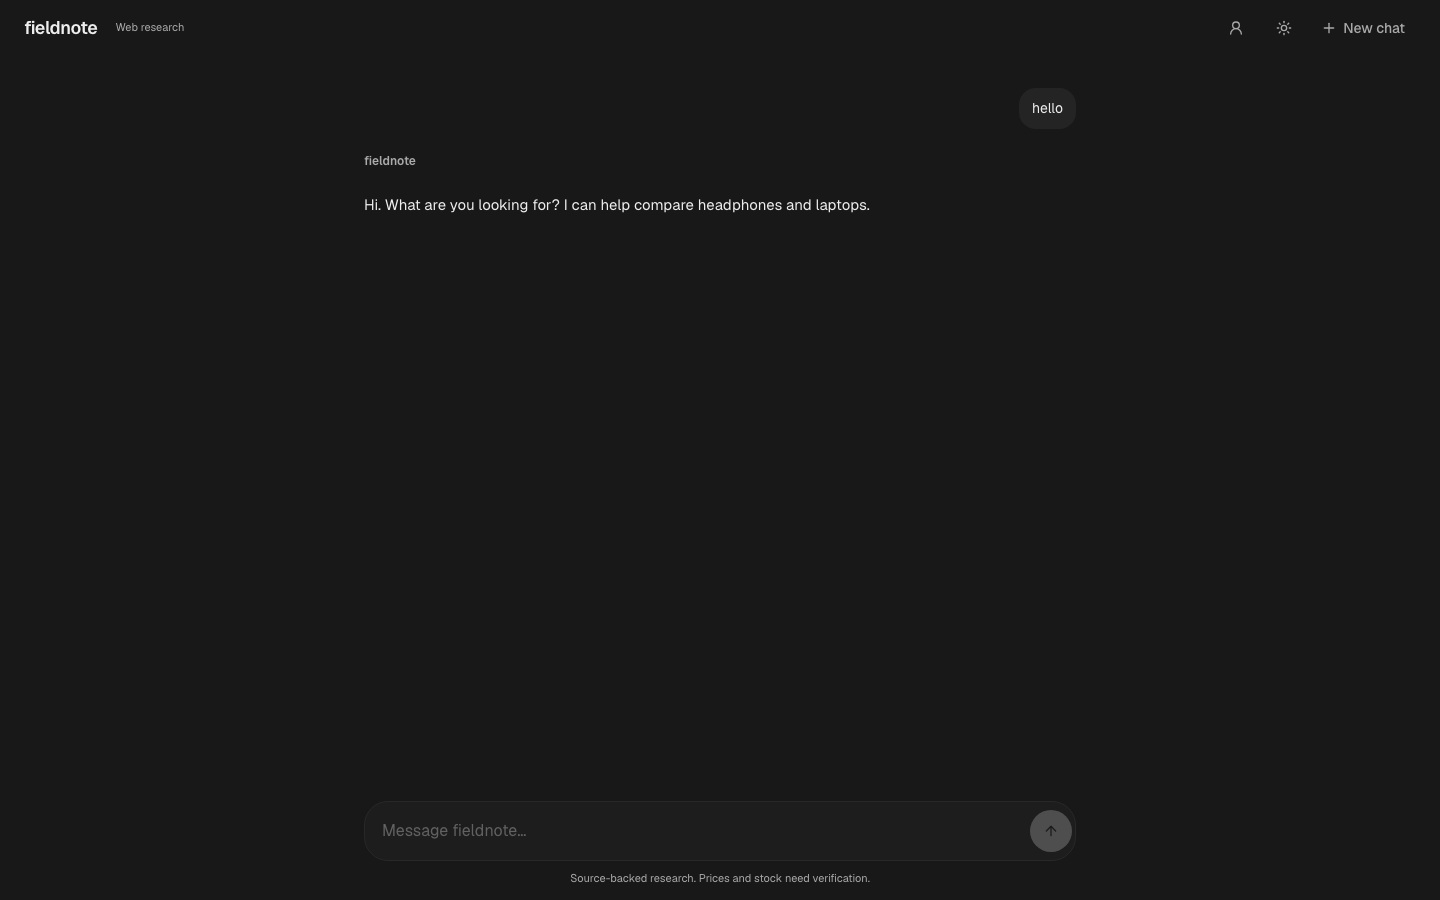 fieldnote Web research New chat
hello
fieldnote
Hi. What are you looking for? I can help compare headphones and laptops.
Message fieldnote...
Source-backed research. Prices and stock need verification.